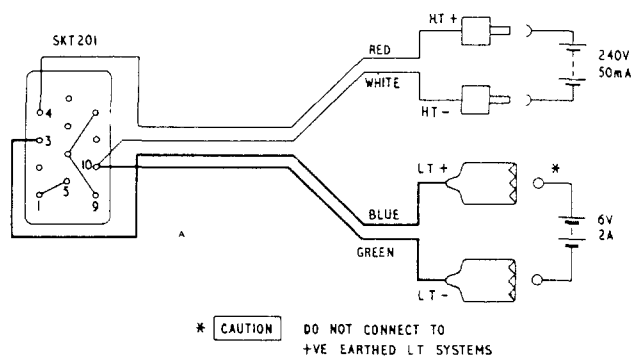 SKT201
HT+
RED
WHITE
HT-
240V
50mA
4
3
10
1
5
9
LT+
*
BLUE
A
GREEN
6V
2A
LT-
* CAUTION DO NOT CONNECT TO
+VE EARTHED LT SYSTEMS